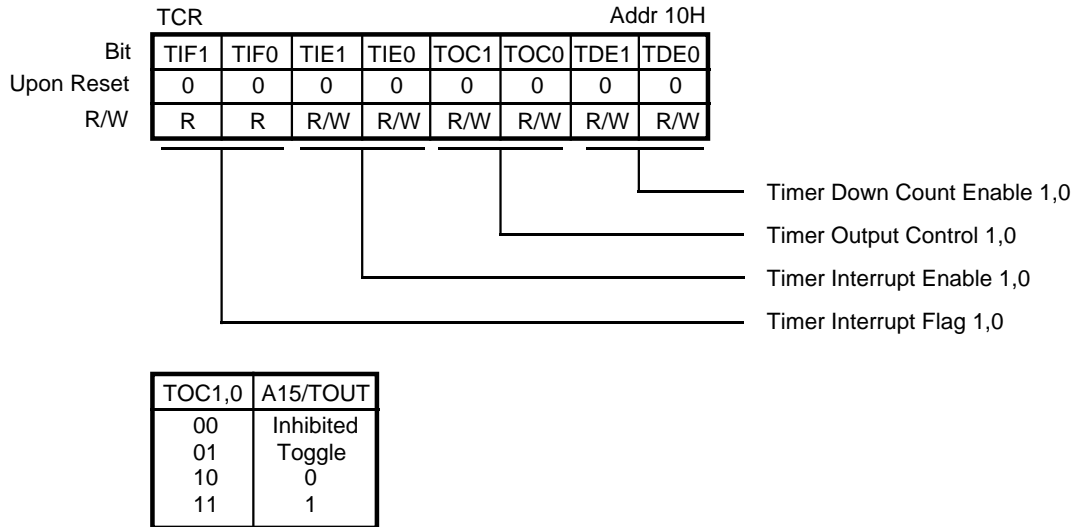 TCR Addr 10H
Bit TIF1 TIF0 TIE1 TIE0 TOC1 TOC0 TDE1 TDE0
Upon Reset 0 0 0 0 0 0 0 0
R/W R R R/W R/W R/W R/W R/W R/W
Timer Down Count Enable 1,0
Timer Output Control 1,0
Timer Interrupt Enable 1,0
Timer Interrupt Flag 1,0
TOC1,0 A15/TOUT
00 Inhibited
01 Toggle
10 0
11 1